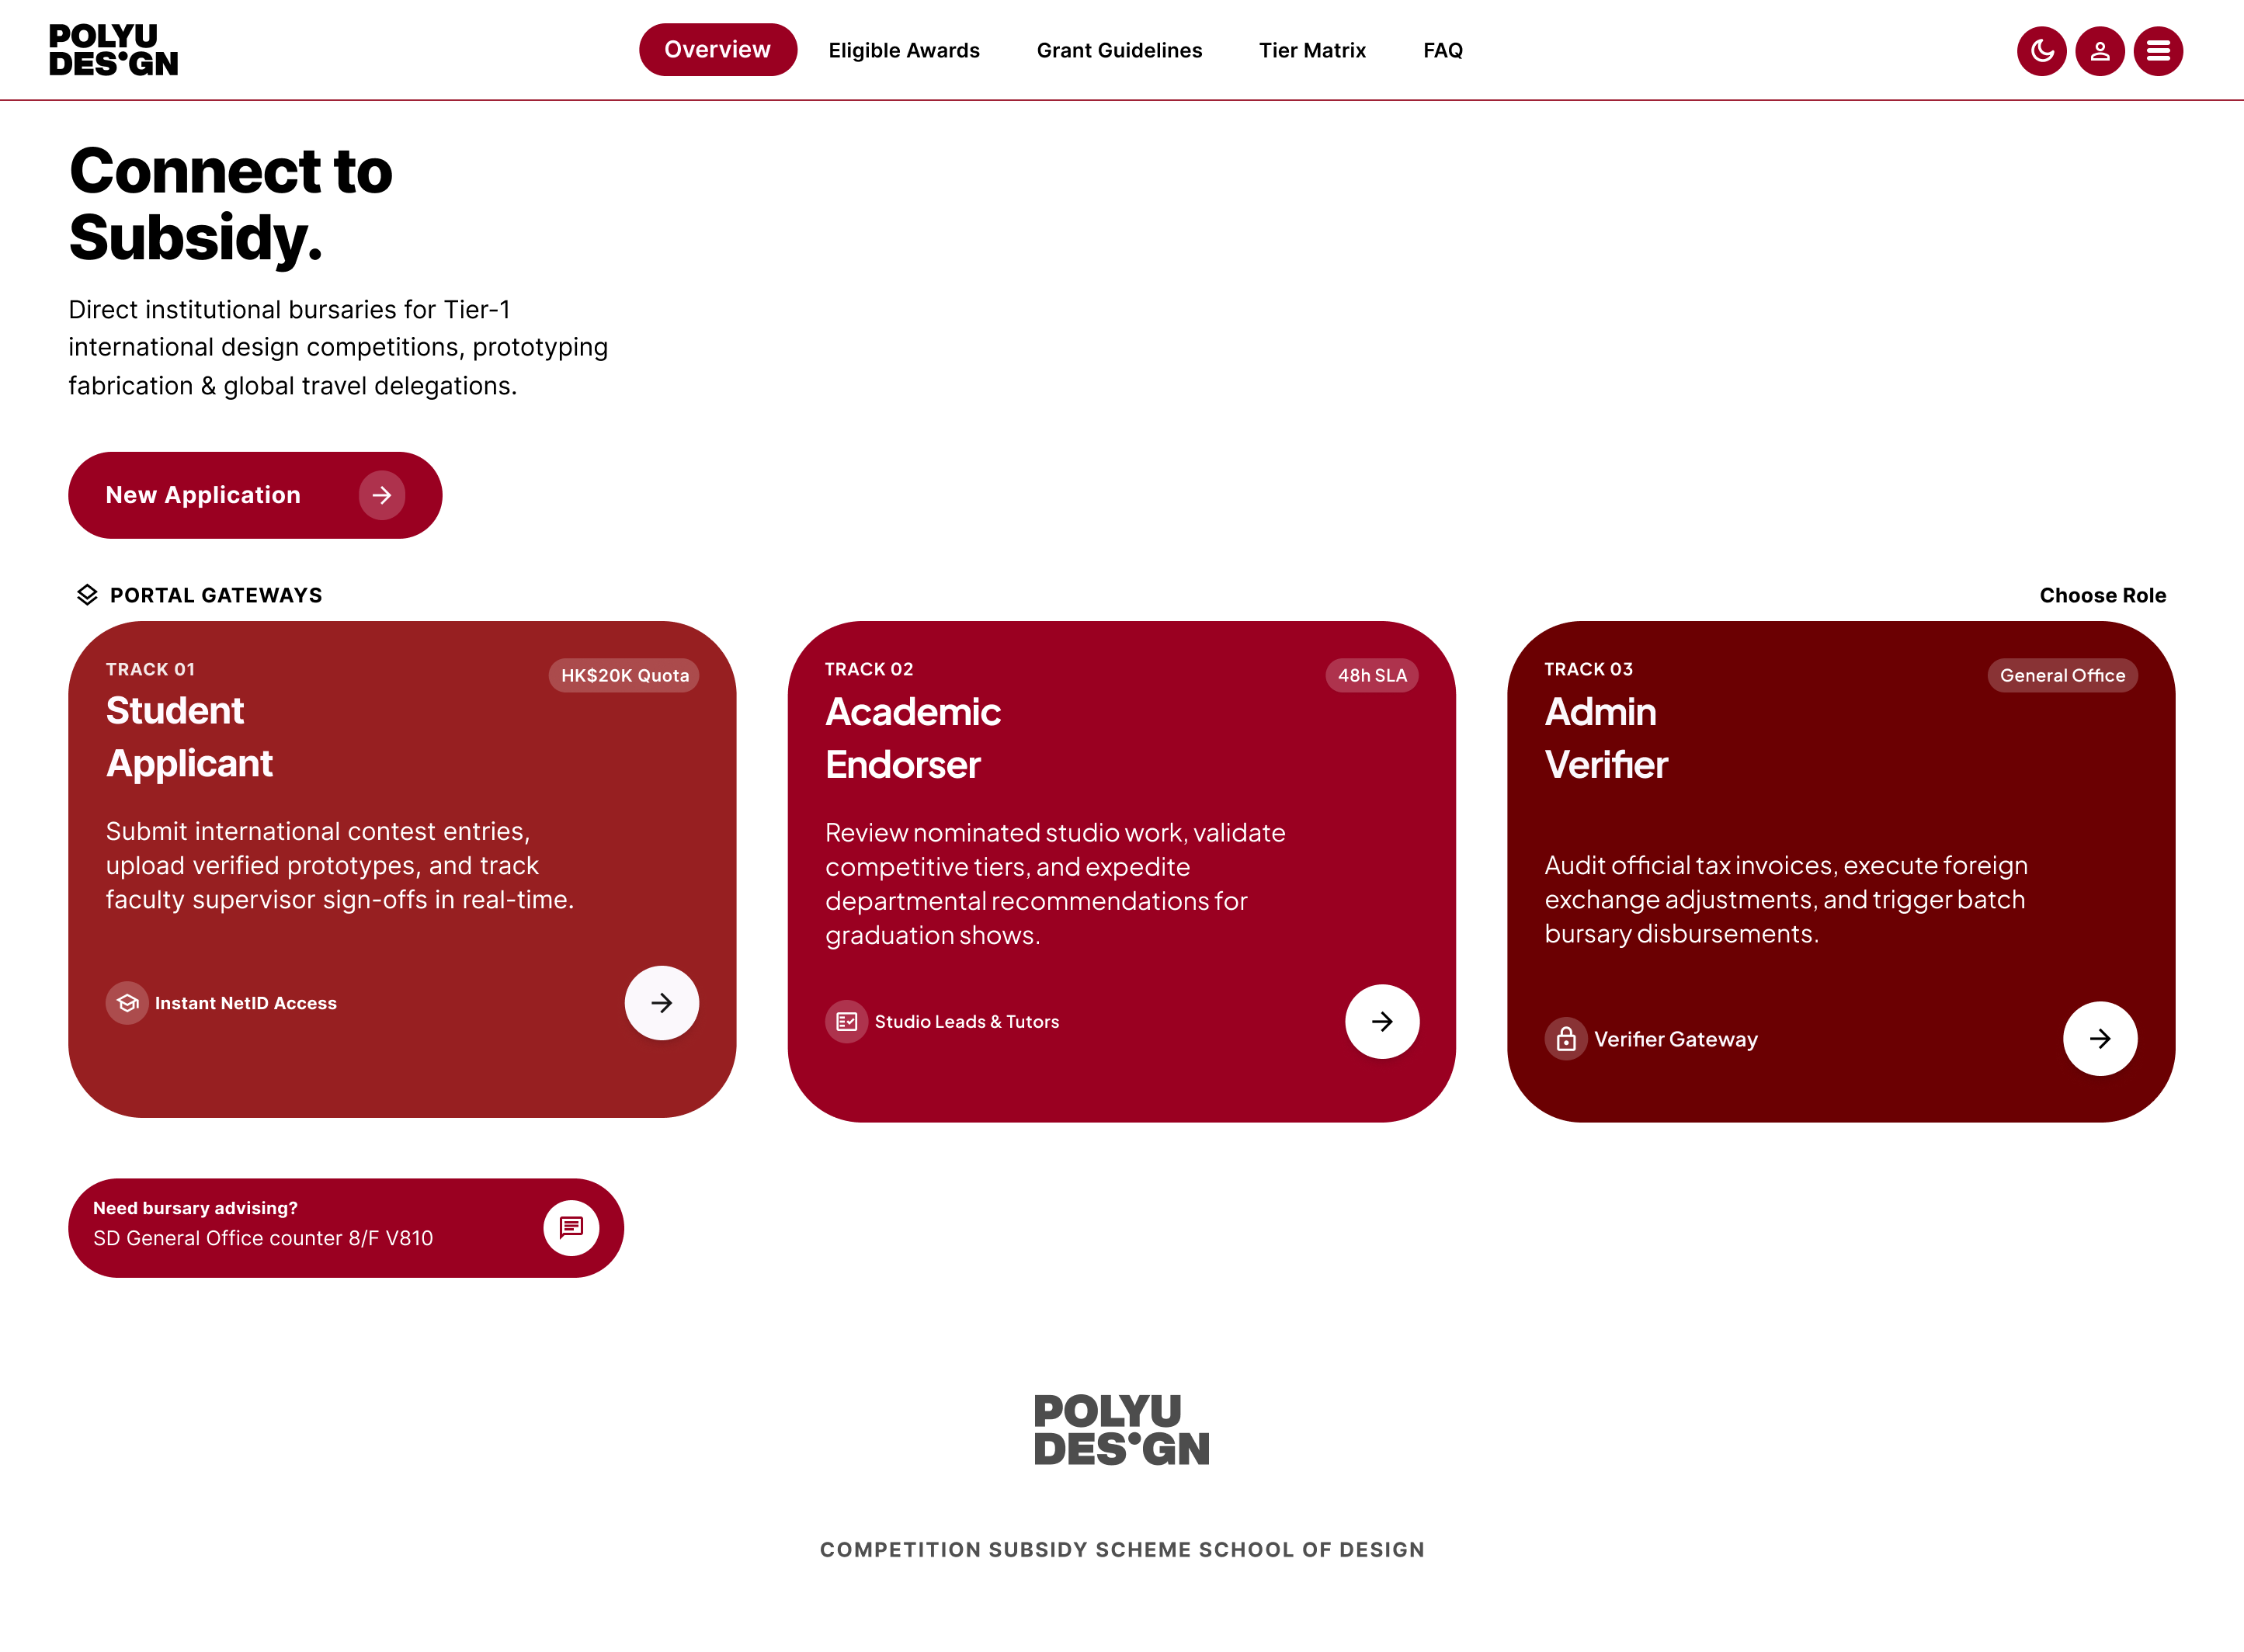 POLYU
DES•GN
Overview
Eligible Awards
Grant Guidelines
Tier Matrix
FAQ
Connect to
Subsidy.
Direct institutional bursaries for Tier-1
international design competitions, prototyping
fabrication & global travel delegations.
New Application
PORTAL GATEWAYS
Choose Role
TRACK 01
HK$20K Quota
Student
Applicant
Submit international contest entries,
upload verified prototypes, and track
faculty supervisor sign-offs in real-time.
Instant NetID Access
TRACK 02
48h SLA
Academic
Endorser
Review nominated studio work, validate
competitive tiers, and expedite
departmental recommendations for
graduation shows.
Studio Leads & Tutors
TRACK 03
General Office
Admin
Verifier
Audit official tax invoices, execute foreign
exchange adjustments, and trigger batch
bursary disbursements.
Verifier Gateway
Need bursary advising?
SD General Office counter 8/F V810
POLYU
DES•GN
COMPETITION SUBSIDY SCHEME SCHOOL OF DESIGN